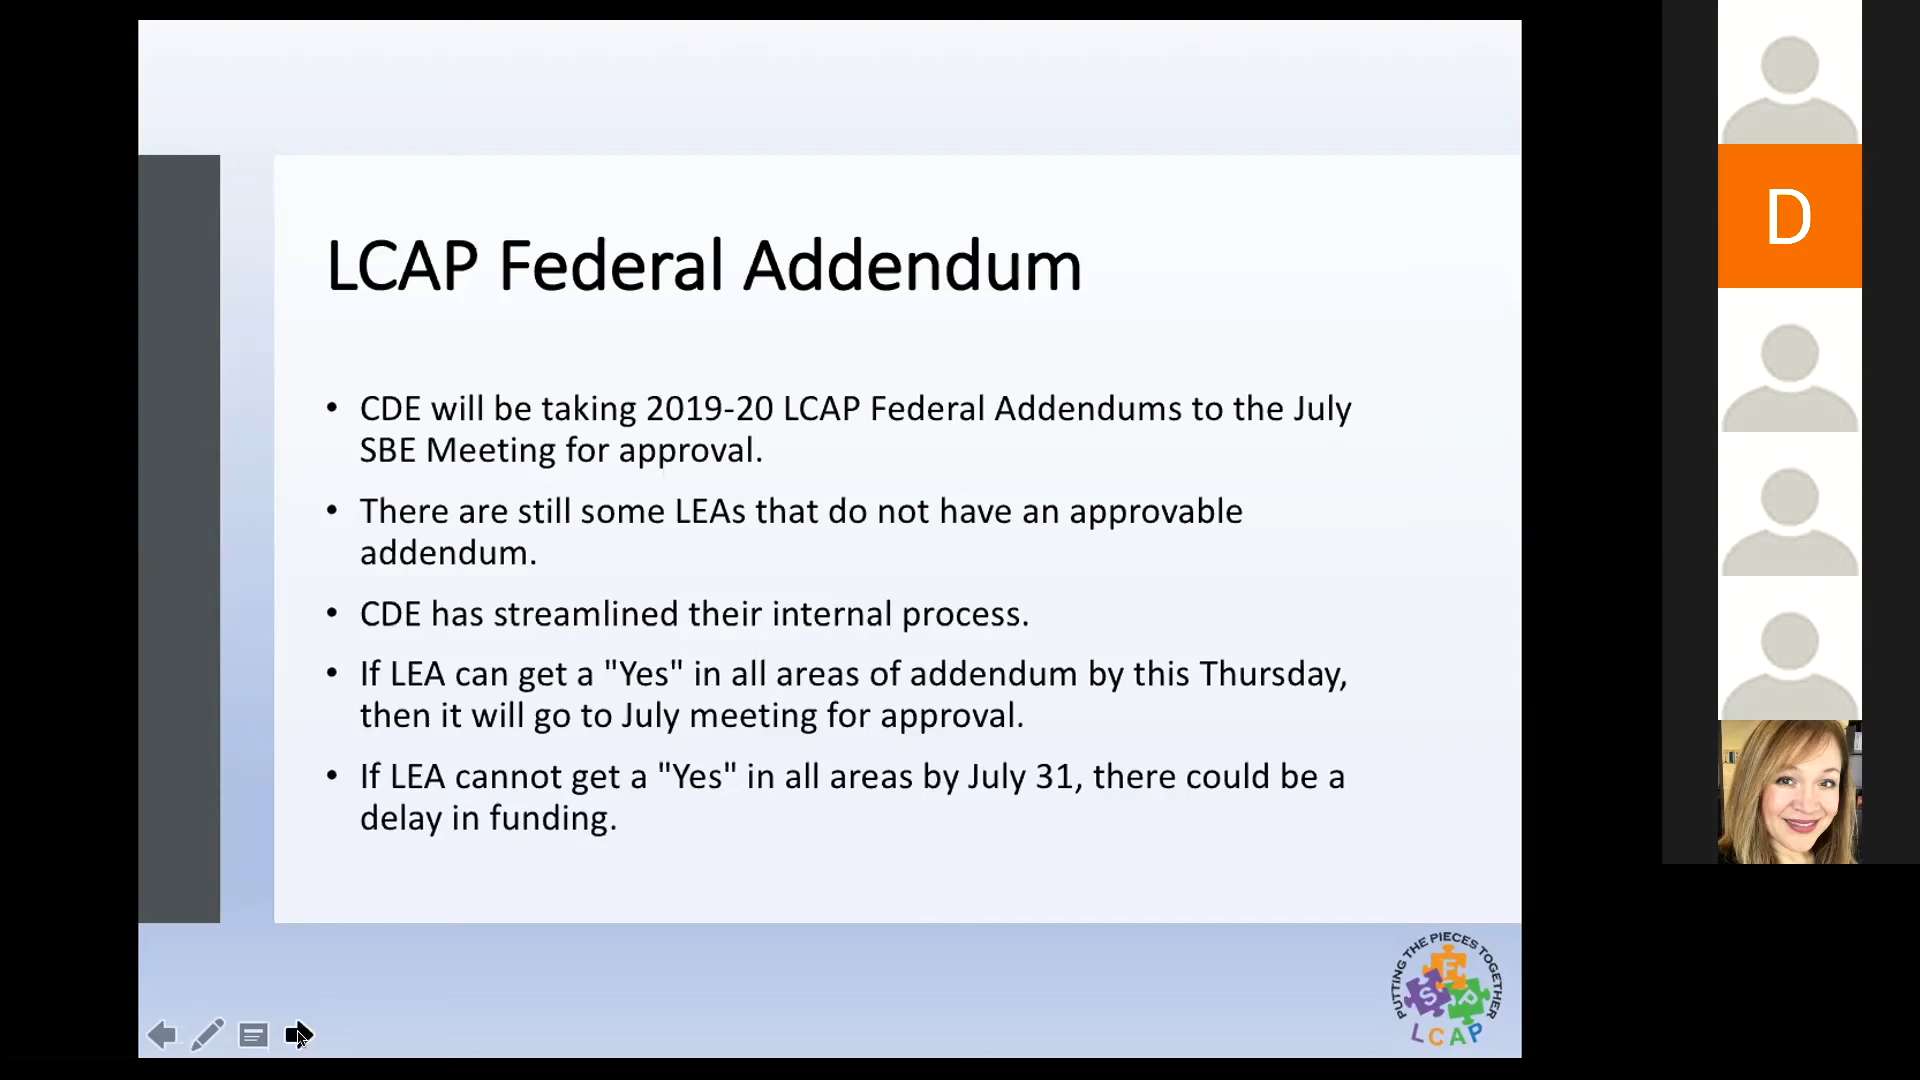 LCAP Federal Addendum
• CDE will be taking 2019-20 LCAP Federal Addendums to the July
SBE Meeting for approval.
• There are still some LEAs that do not have an approvable
addendum.
• CDE has streamlined their internal process.
• If LEA can get a "Yes" in all areas of addendum by this Thursday,
then it will go to July meeting for approval.
• If LEA cannot get a "Yes" in all areas by July 31, there could be a
delay in funding.
PUTTING THE PIECES TOGETHER
F
S P
LCAP
D